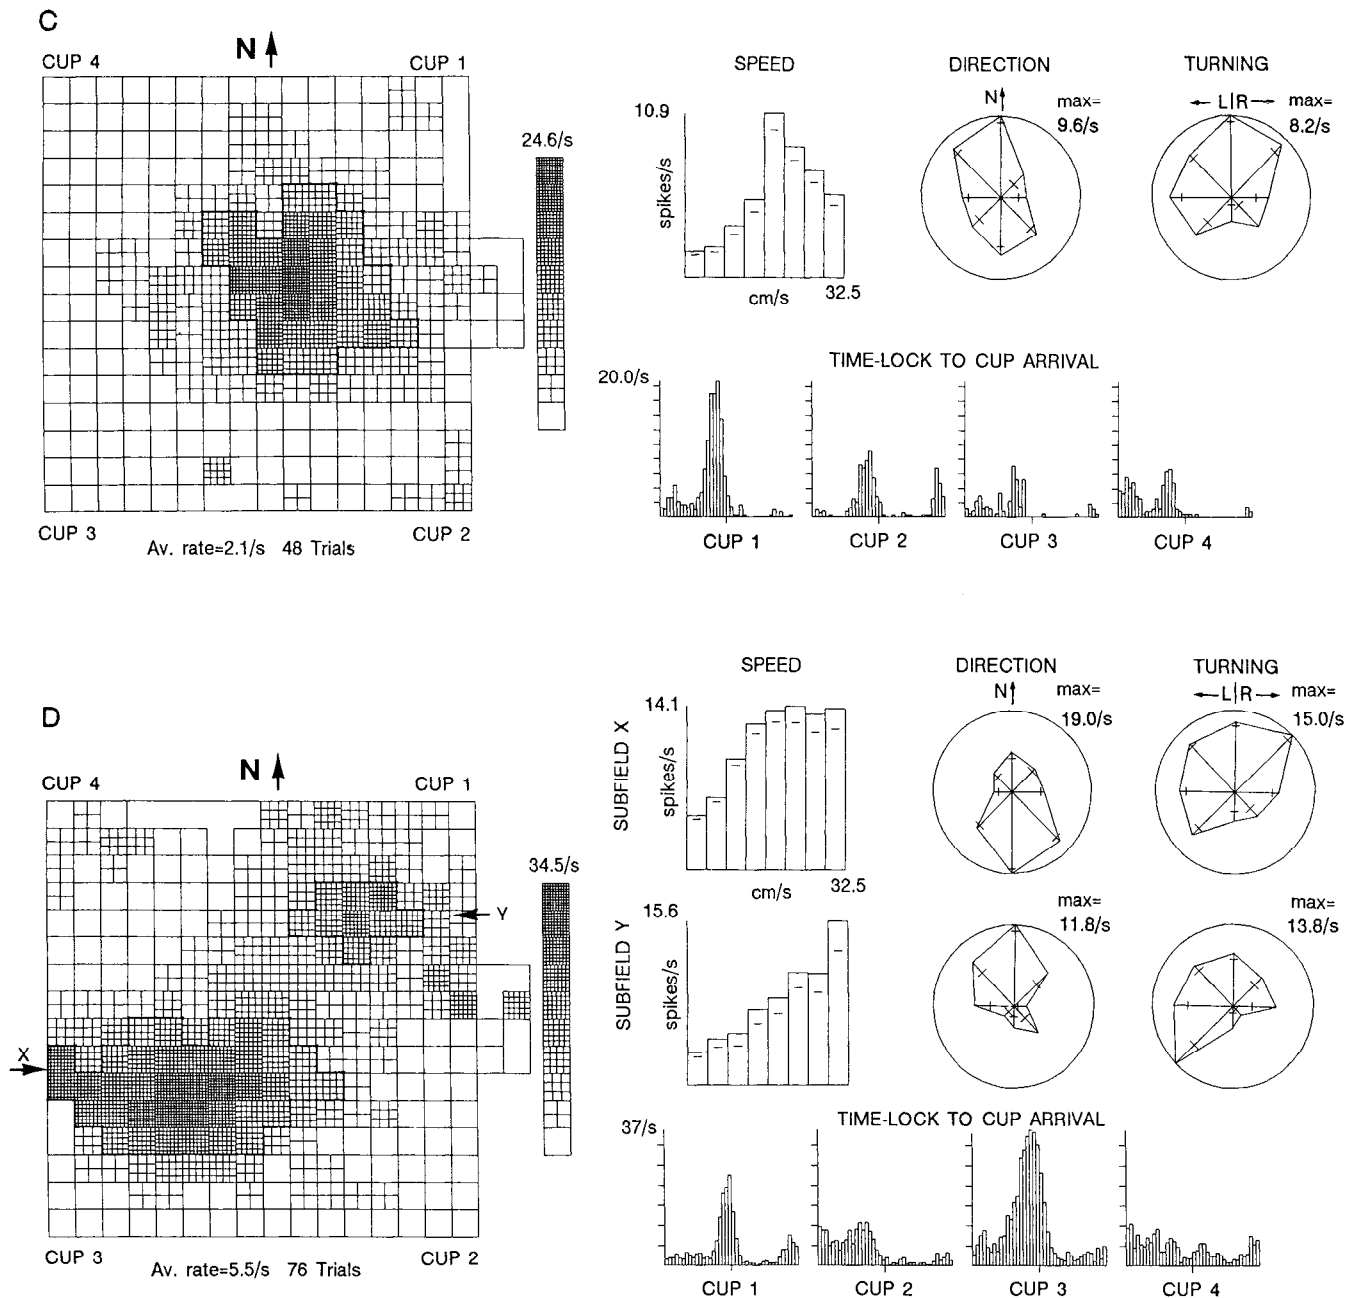 C
N
CUP 4
CUP 1
24.6/s
CUP 3
CUP 2
Av. rate=2.1/s 48 Trials
SPEED
10.9
spikes/s
cm/s
32.5
DIRECTION
N
max=
9.6/s
TURNING
L|R
max=
8.2/s
TIME-LOCK TO CUP ARRIVAL
20.0/s
CUP 1
CUP 2
CUP 3
CUP 4
D
N
CUP 4
CUP 1
34.5/s
Y
X
CUP 3
CUP 2
Av. rate=5.5/s 76 Trials
SPEED
SUBFIELD X
14.1
spikes/s
cm/s
32.5
DIRECTION
N
max=
19.0/s
TURNING
L|R
max=
15.0/s
SUBFIELD Y
15.6
spikes/s
max=
11.8/s
max=
13.8/s
TIME-LOCK TO CUP ARRIVAL
37/s
CUP 1
CUP 2
CUP 3
CUP 4